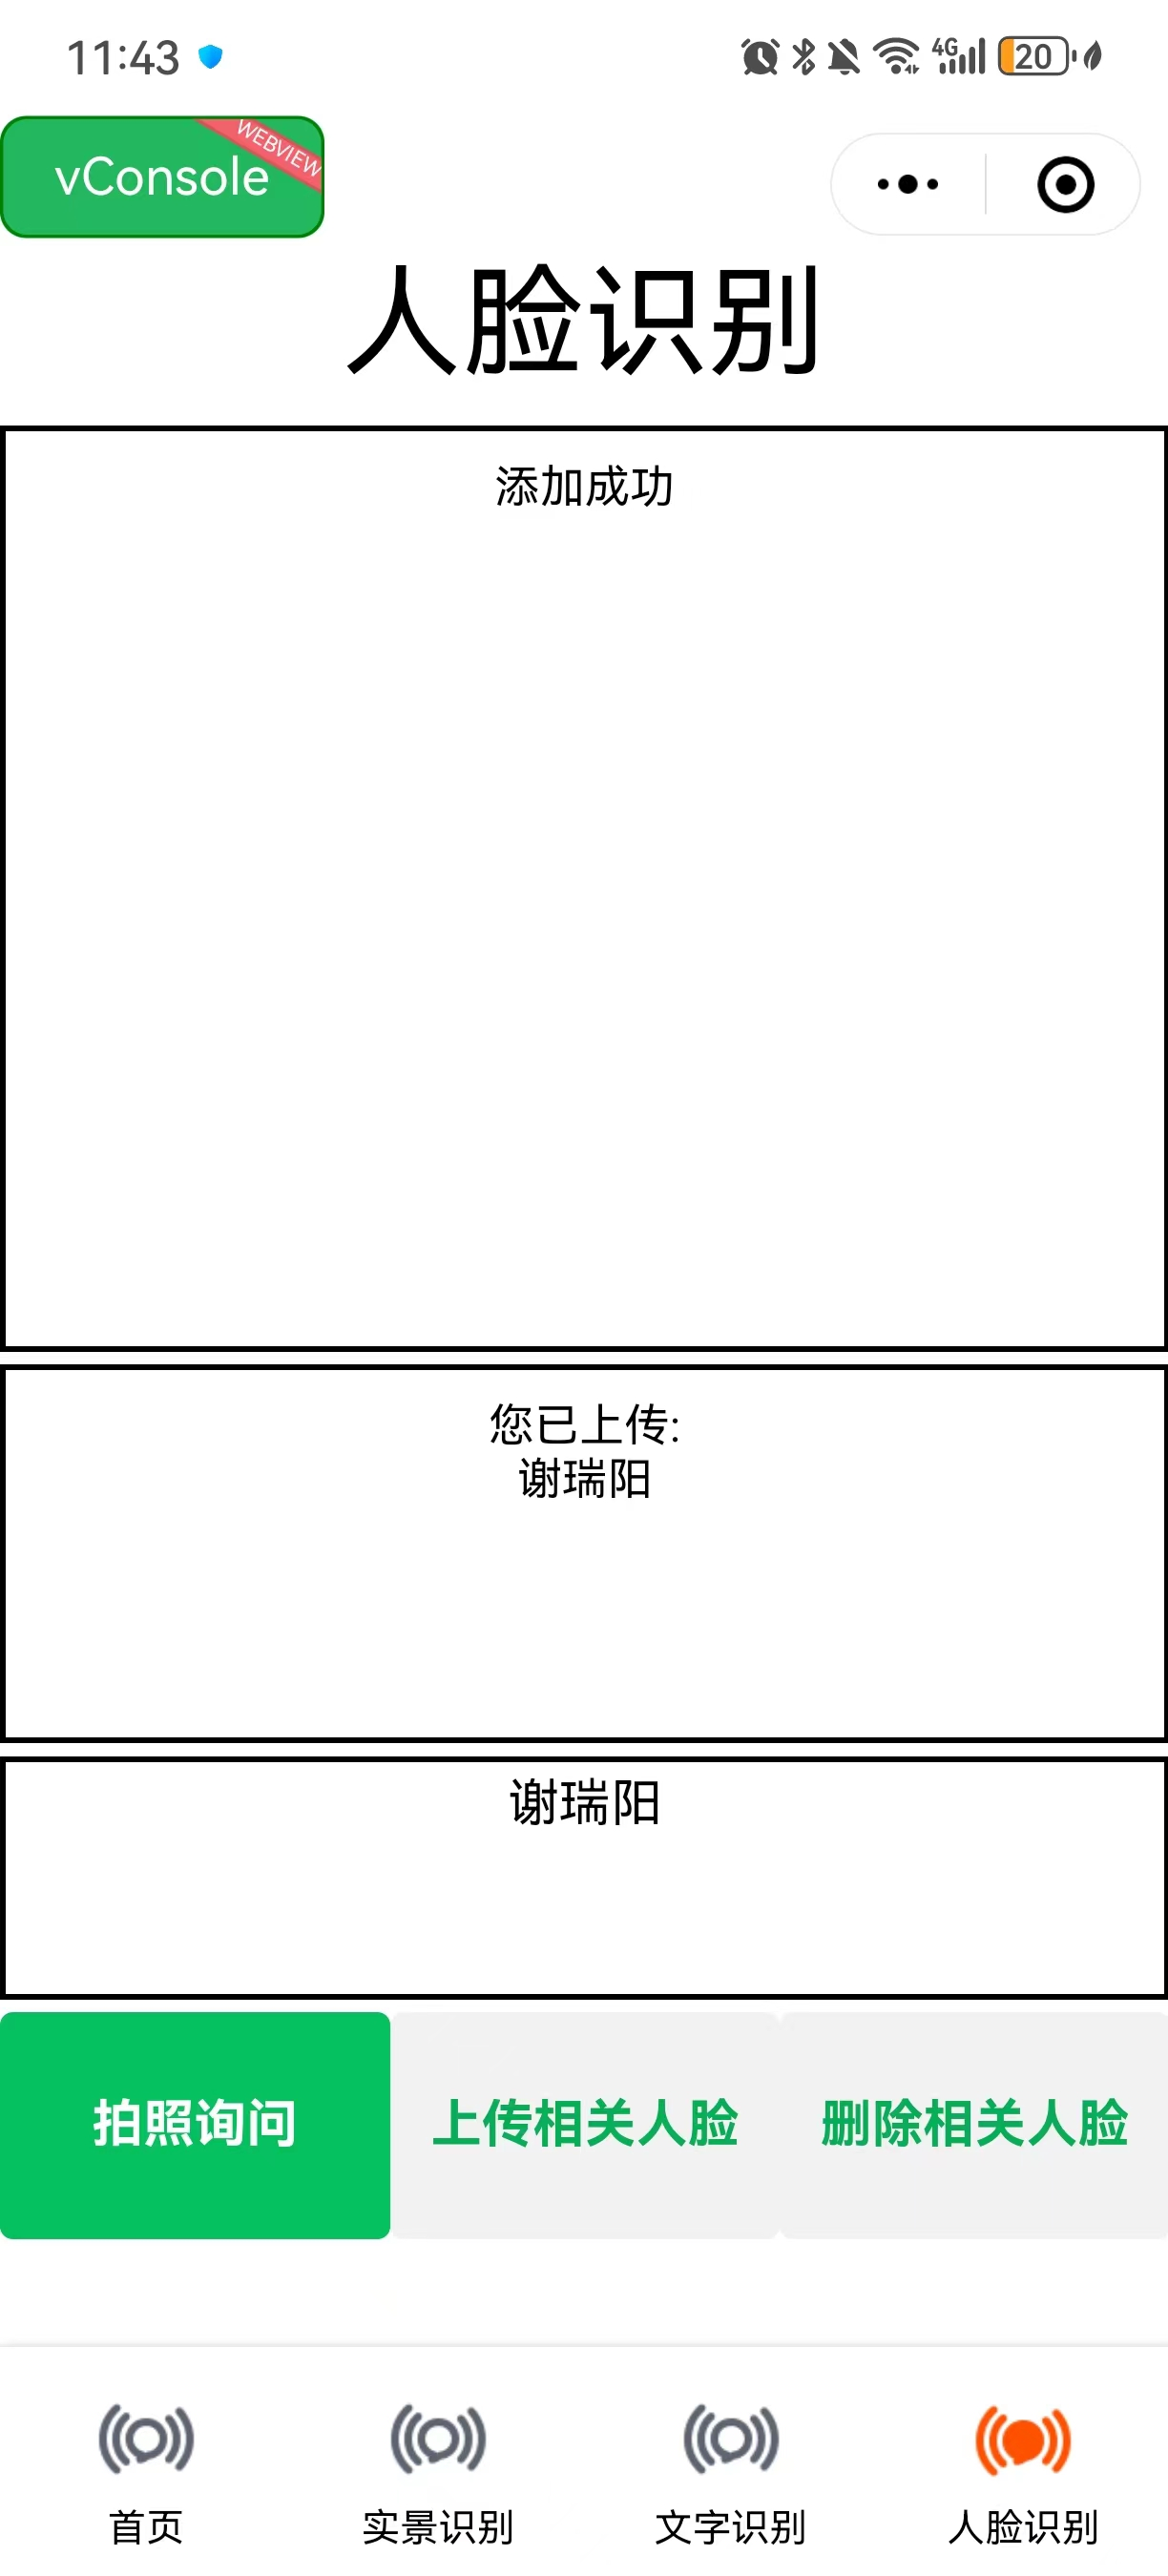 11:43
4G
20
vConsole
WEBVIEW
人脸识别
添加成功
您已上传:
谢瑞阳
谢瑞阳
拍照询问
上传相关人脸
删除相关人脸
首页
实景识别
文字识别
人脸识别